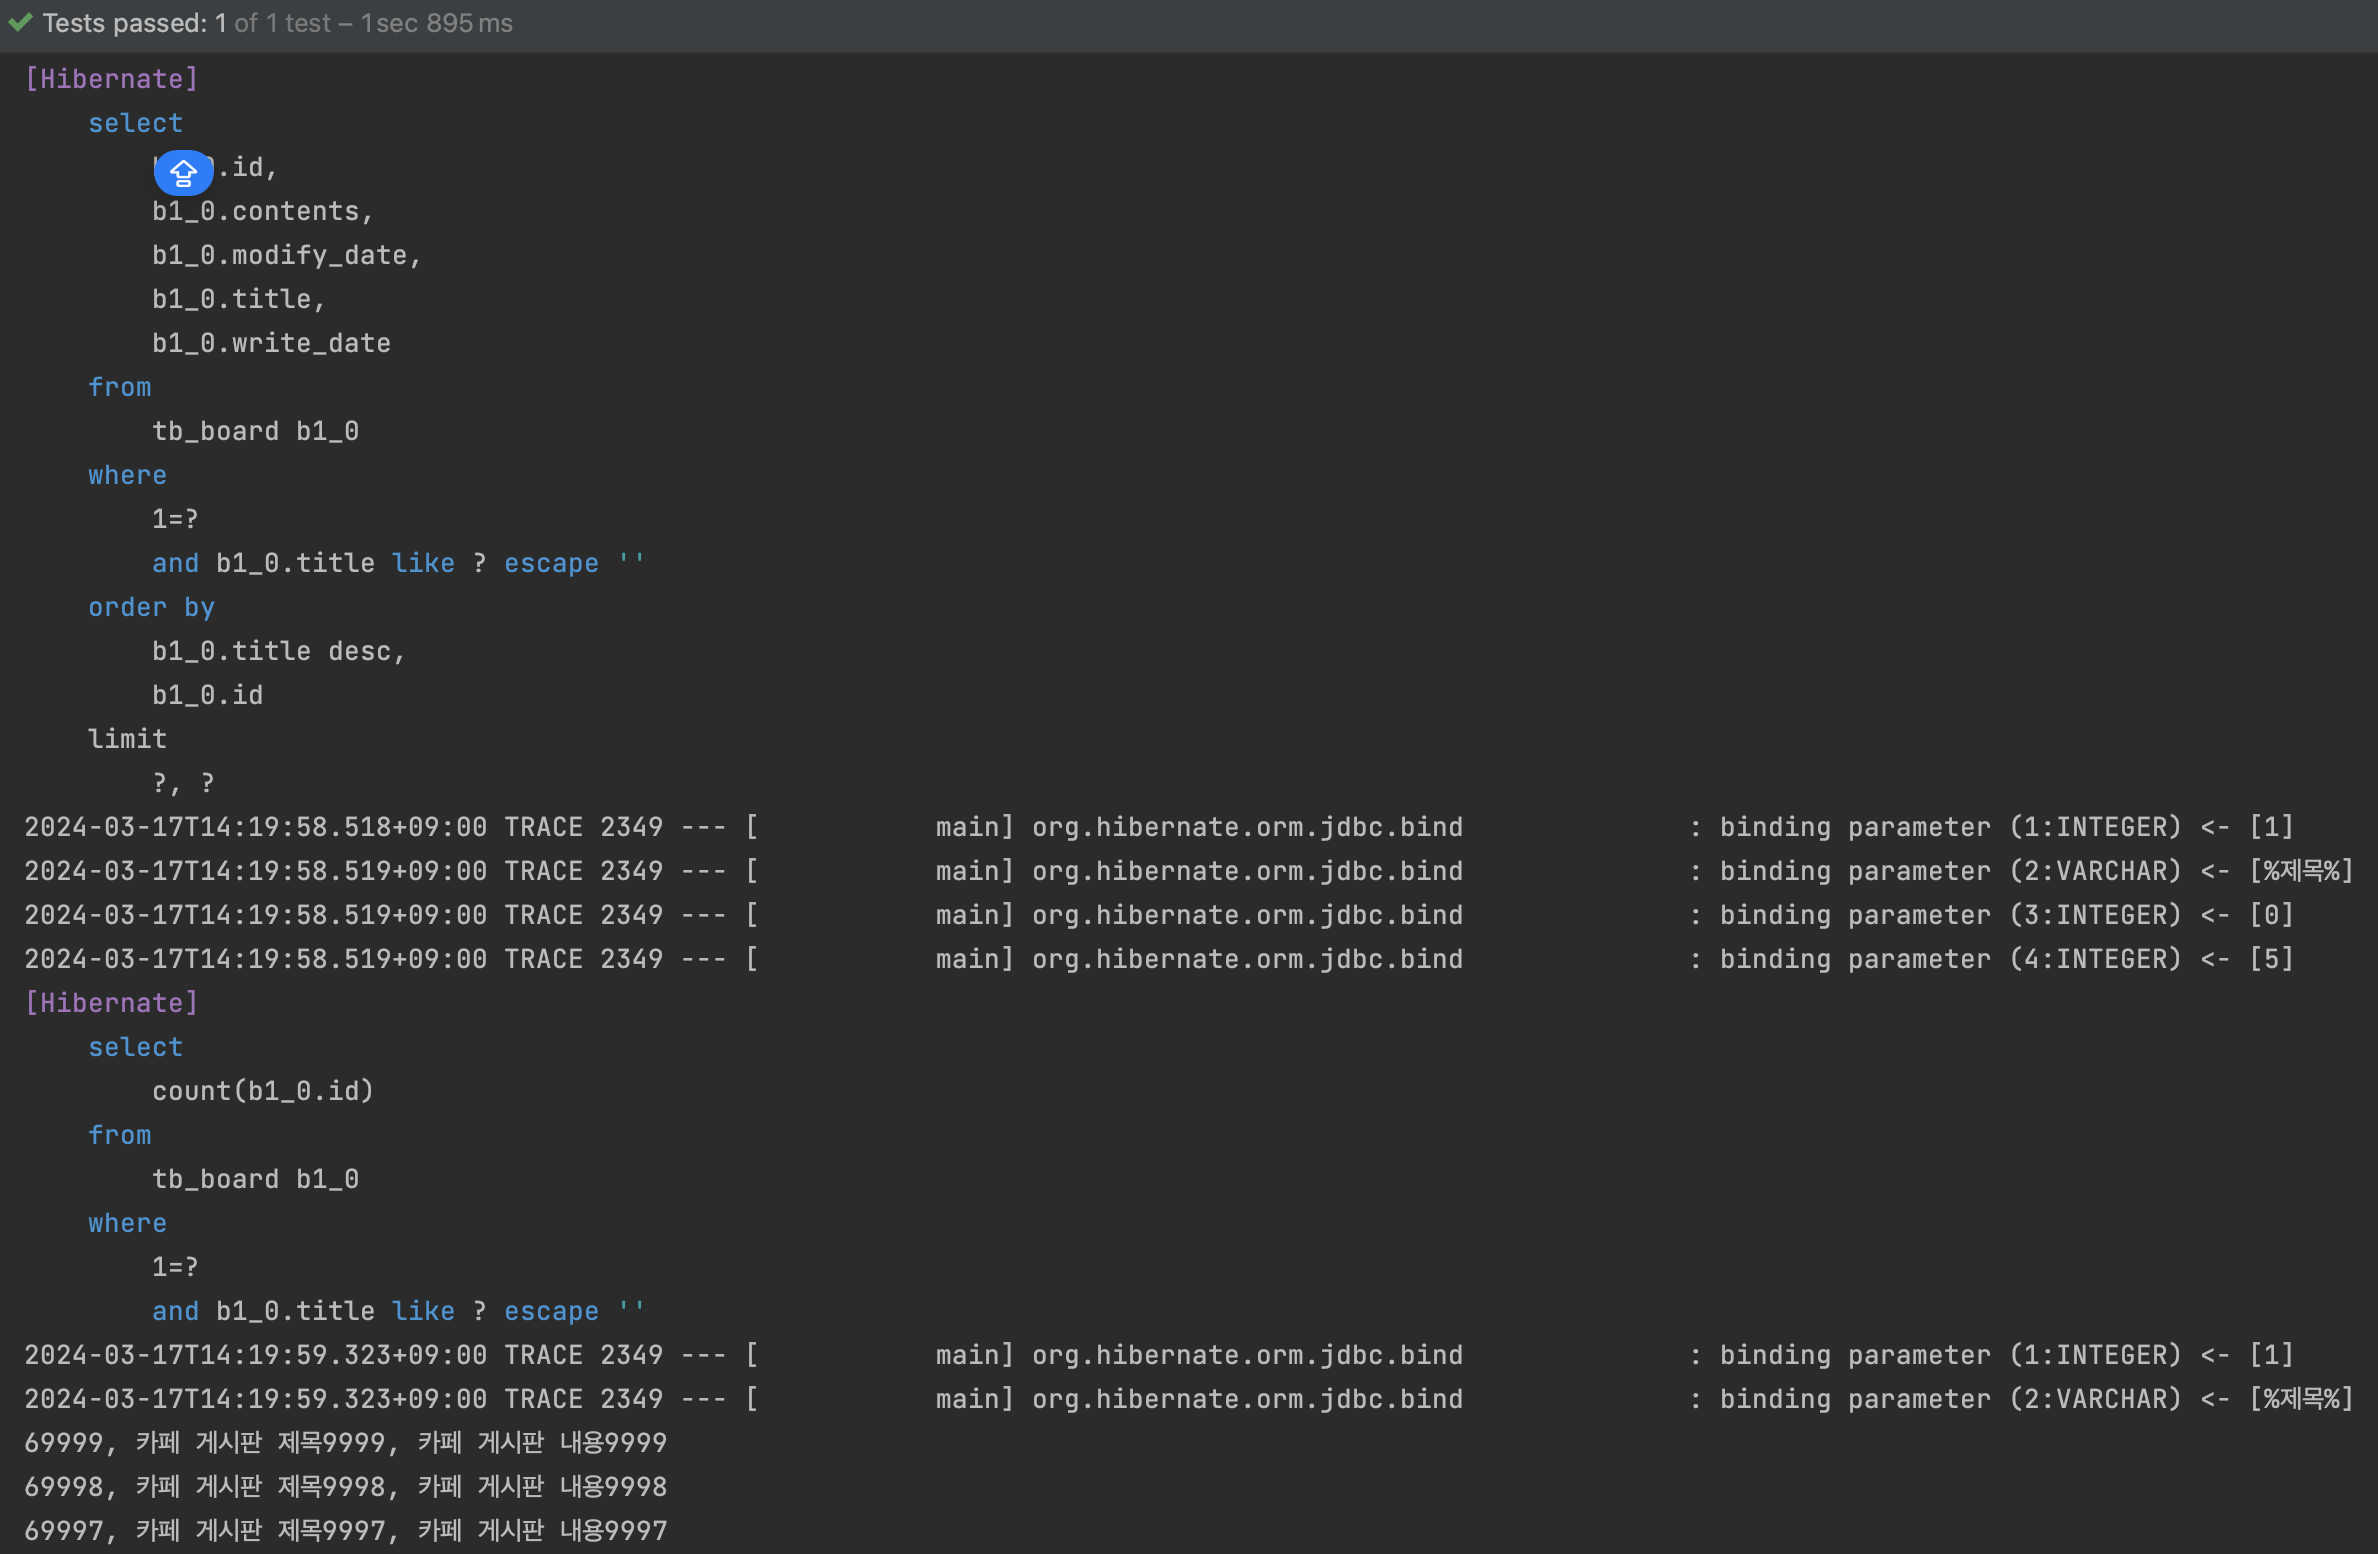 Tests passed: 1 of 1 test – 1 sec 895 ms
[Hibernate]
    select
        .id,
        b1_0.contents,
        b1_0.modify_date,
        b1_0.title,
        b1_0.write_date
    from
        tb_board b1_0
    where
        1=?
        and b1_0.title like ? escape ''
    order by
        b1_0.title desc,
        b1_0.id
    limit
        ?, ?
2024-03-17T14:19:58.518+09:00 TRACE 2349 --- [           main] org.hibernate.orm.jdbc.bind              : binding parameter (1:INTEGER) <- [1]
2024-03-17T14:19:58.519+09:00 TRACE 2349 --- [           main] org.hibernate.orm.jdbc.bind              : binding parameter (2:VARCHAR) <- [%제목%]
2024-03-17T14:19:58.519+09:00 TRACE 2349 --- [           main] org.hibernate.orm.jdbc.bind              : binding parameter (3:INTEGER) <- [0]
2024-03-17T14:19:58.519+09:00 TRACE 2349 --- [           main] org.hibernate.orm.jdbc.bind              : binding parameter (4:INTEGER) <- [5]
[Hibernate]
    select
        count(b1_0.id)
    from
        tb_board b1_0
    where
        1=?
        and b1_0.title like ? escape ''
2024-03-17T14:19:59.323+09:00 TRACE 2349 --- [           main] org.hibernate.orm.jdbc.bind              : binding parameter (1:INTEGER) <- [1]
2024-03-17T14:19:59.323+09:00 TRACE 2349 --- [           main] org.hibernate.orm.jdbc.bind              : binding parameter (2:VARCHAR) <- [%제목%]
69999, 카페 게시판 제목9999, 카페 게시판 내용9999
69998, 카페 게시판 제목9998, 카페 게시판 내용9998
69997, 카페 게시판 제목9997, 카페 게시판 내용9997